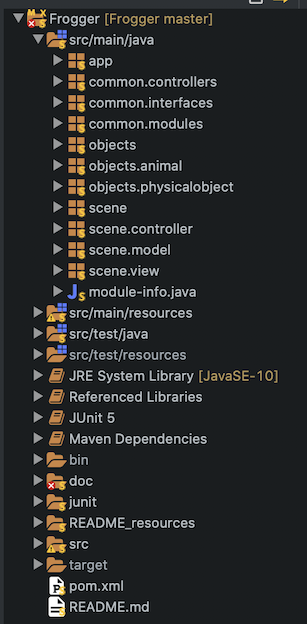 Frogger [Frogger master]
src/main/java
app
common.controllers
common.interfaces
common.modules
objects
objects.animal
objects.physicalobject
scene
scene.controller
scene.model
scene.view
module-info.java
src/main/resources
src/test/java
src/test/resources
JRE System Library [JavaSE-10]
Referenced Libraries
JUnit 5
Maven Dependencies
bin
doc
junit
README_resources
src
target
pom.xml
README.md